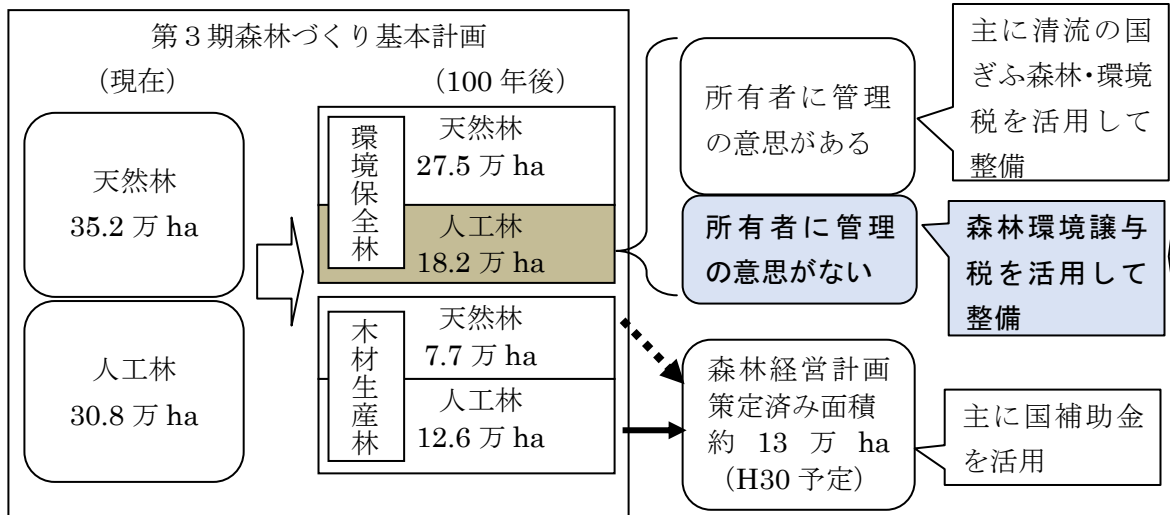 第３期森林づくり基本計画
（現在）
（100 年後）
天然林
35.2 万 ha
人工林
30.8 万 ha
環境保全林
天然林
27.5 万 ha
人工林
18.2 万 ha
木材生産林
天然林
7.7 万 ha
人工林
12.6 万 ha
所有者に管理
の意思がある
主に清流の国
ぎふ森林・環境
税を活用して
整備
所有者に管理
の意思がない
森林環境譲与
税を活用して
整備
森林経営計画
策定済み面積
約 13 万 ha
（H30 予定）
主に国補助金
を活用